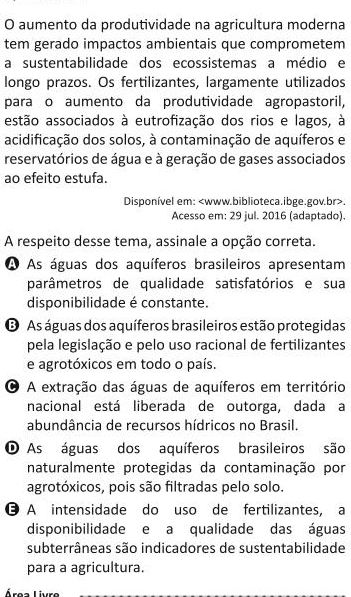 O aumento da produtividade na agricultura moderna
tem gerado impactos ambientais que comprometem
a sustentabilidade dos ecossistemas a médio e
longo prazos. Os fertilizantes, largamente utilizados
para o aumento da produtividade agropastoril,
estão associados à eutrofização dos rios e lagos, à
acidificação dos solos, à contaminação de aquíferos e
reservatórios de água e à geração de gases associados
ao efeito estufa.
Disponível em: <www.biblioteca.ibge.gov.br>.
Acesso em: 29 jul. 2016 (adaptado).
A respeito desse tema, assinale a opção correta.
A As águas dos aquíferos brasileiros apresentam
parâmetros de qualidade satisfatórios e sua
disponibilidade é constante.
B As águas dos aquíferos brasileiros estão protegidas
pela legislação e pelo uso racional de fertilizantes
e agrotóxicos em todo o país.
C A extração das águas de aquíferos em território
nacional está liberada de outorga, dada a
abundância de recursos hídricos no Brasil.
D As águas dos aquíferos brasileiros são
naturalmente protegidas da contaminação por
agrotóxicos, pois são filtradas pelo solo.
E A intensidade do uso de fertilizantes, a
disponibilidade e a qualidade das águas
subterrâneas são indicadores de sustentabilidade
para a agricultura.
Área Livre